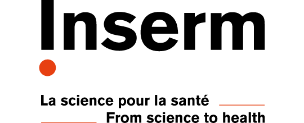 Inserm
La science pour la santé
From science to health